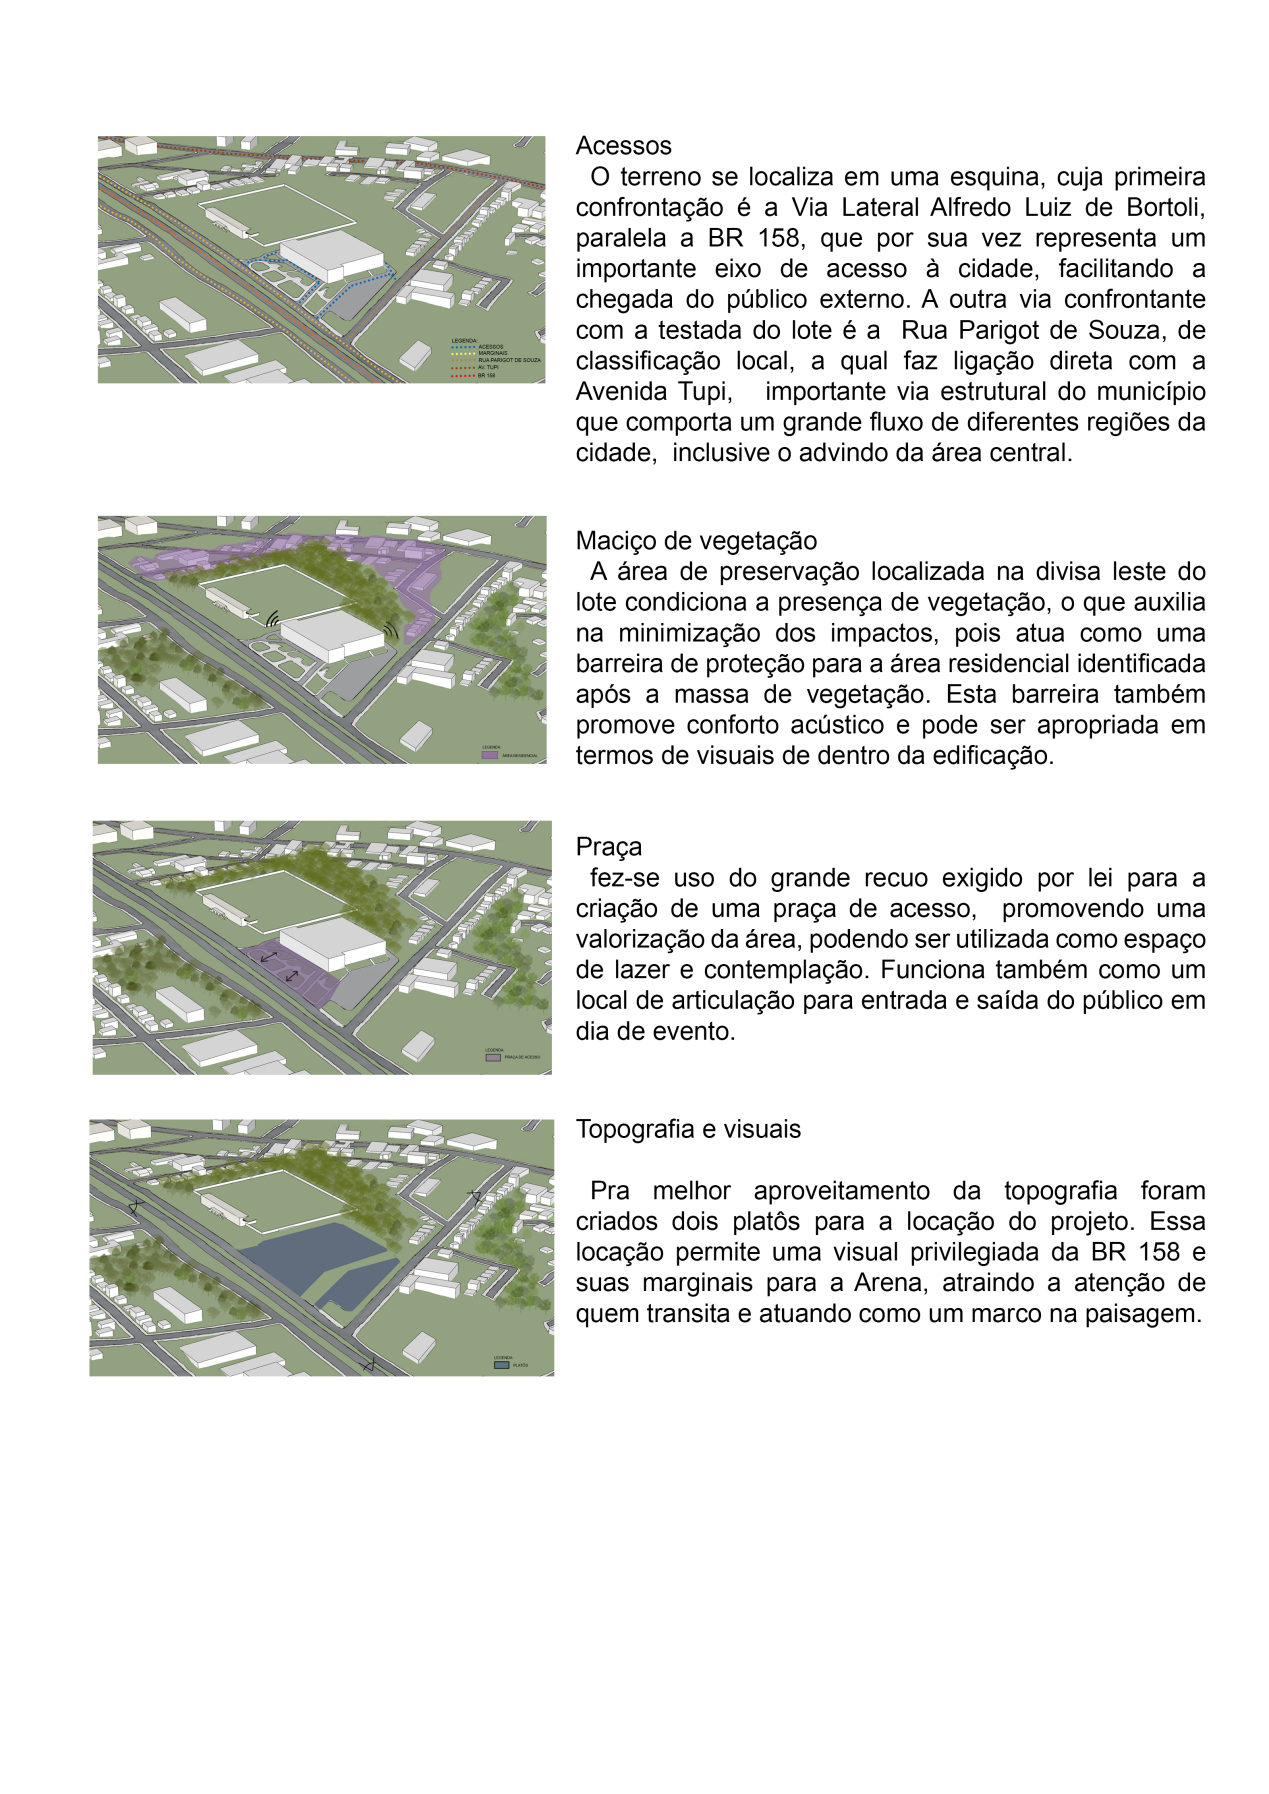 Acessos
O terreno se localiza em uma esquina, cuja primeira
confrontação é a Via Lateral Alfredo Luiz de Bortoli,
paralela a BR 158, que por sua vez representa um
importante eixo de acesso à cidade, facilitando a
chegada do público externo. A outra via confrontante
com a testada do lote é a Rua Parigot de Souza, de
classificação local, a qual faz ligação direta com a
Avenida Tupi, importante via estrutural do município
que comporta um grande fluxo de diferentes regiões da
cidade, inclusive o advindo da área central.
LEGENDA:
ACESSOS
MARGINAIS
RUA PARIGOT DE SOUZA
AV. TUPI
BR 158
Maciço de vegetação
A área de preservação localizada na divisa leste do
lote condiciona a presença de vegetação, o que auxilia
na minimização dos impactos, pois atua como uma
barreira de proteção para a área residencial identificada
após a massa de vegetação. Esta barreira também
promove conforto acústico e pode ser apropriada em
termos de visuais de dentro da edificação.
LEGENDA
ÁREA RESIDENCIAL
Praça
fez-se uso do grande recuo exigido por lei para a
criação de uma praça de acesso, promovendo uma
valorização da área, podendo ser utilizada como espaço
de lazer e contemplação. Funciona também como um
local de articulação para entrada e saída do público em
dia de evento.
LEGENDA
PRAÇA DE ACESSO
Topografia e visuais
Pra melhor aproveitamento da topografia foram
criados dois platôs para a locação do projeto. Essa
locação permite uma visual privilegiada da BR 158 e
suas marginais para a Arena, atraindo a atenção de
quem transita e atuando como um marco na paisagem.
LEGENDA
PLATÔS